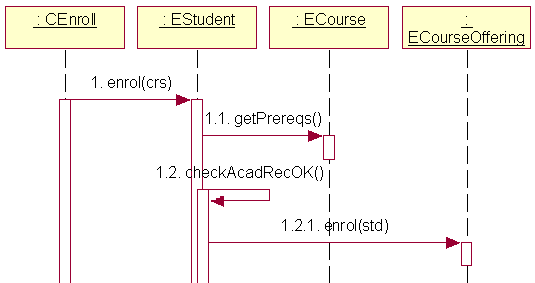 : CEnroll
: EStudent
: ECourse
:
ECourseOffering
1. enrol(crs)
1.1. getPrereqs()
1.2. checkAcadRecOK()
1.2.1. enrol(std)